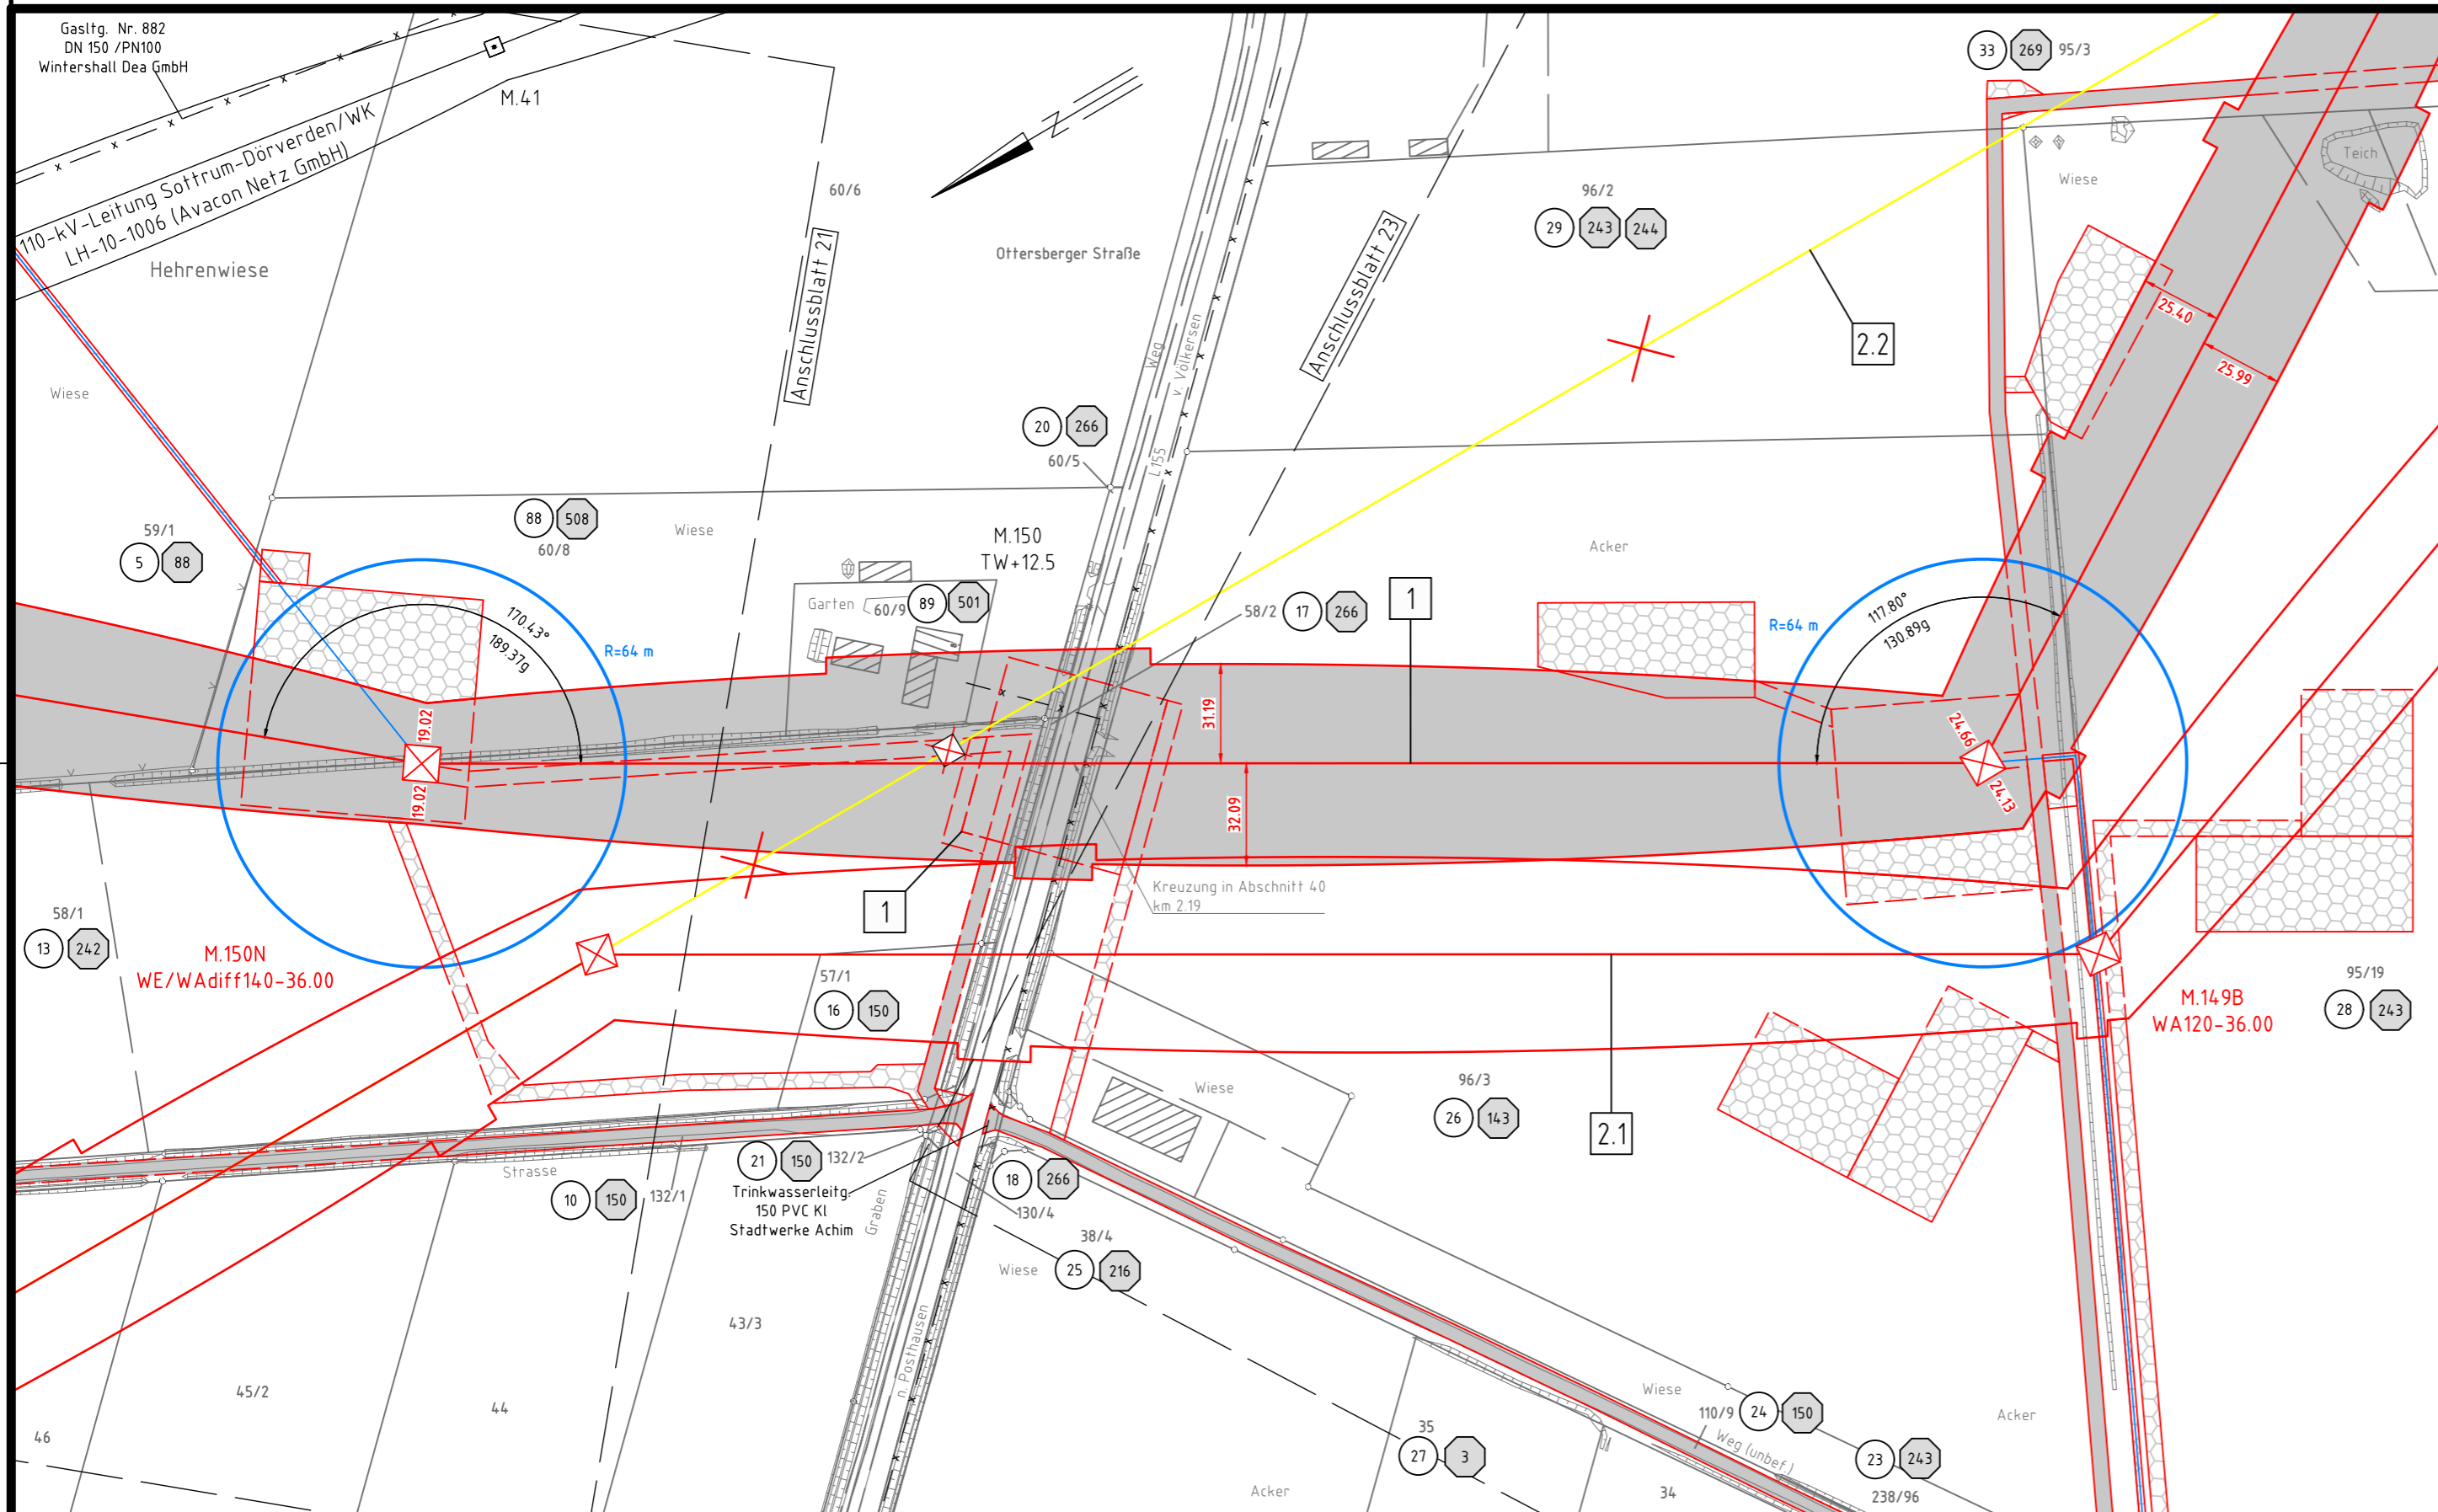 Gasltg. Nr. 882
DN 150 /PN100
Wintershall Dea GmbH
M.41
110-kV-Leitung Sottrum-Dörverden/WK
LH-10-1006 (Avacon Netz GmbH)
Hehrenwiese
Wiese
60/6
Anschlussblatt 21
N
Ottersberger Straße
Weg
v. Völkersen
L155
Anschlussblatt 23
96/2
29 243 244
33 269 95/3
Wiese
Teich
2.2
25.40
25.99
20 266
60/5
59/1
5 88
88 508
60/8
Wiese
M.150
TW+12.5
Acker
Garten
60/9
89 501
58/2 17 266
1
170.43°
189.37g
R=64 m
R=64 m
117.80°
130.89g
19.02
19.02
31.19
32.09
24.66
24.13
Kreuzung in Abschnitt 40
km 2.19
1
58/1
13 242
M.150N
WE/WAdiff140-36.00
57/1
16 150
95/19
28 243
M.149B
WA120-36.00
Wiese
96/3
26 143
2.1
Strasse
10 150 132/1
21 150 132/2
Trinkwasserleitg.
150 PVC Kl
Stadtwerke Achim
Graben
18 266
130/4
38/4
Wiese 25 216
43/3
n. Posthausen
45/2
44
46
35
27 3
Acker
Wiese
110/9 24 150
Weg (unbef.)
23 243
238/96
34
Acker